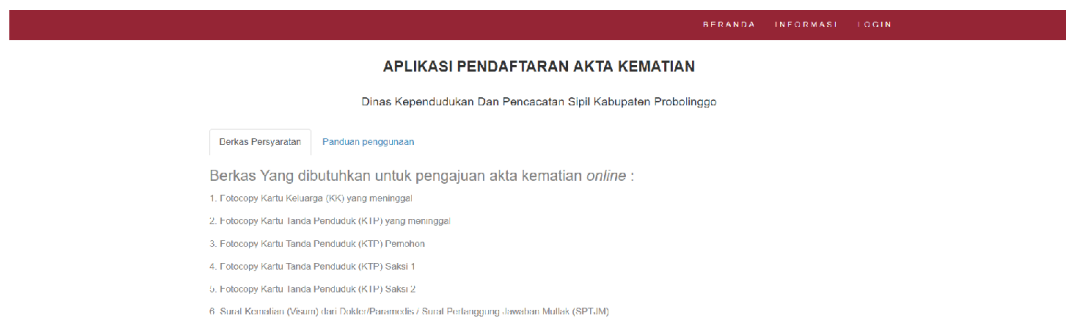 BERANDA INFORMASI LOGIN
APLIKASI PENDAFTARAN AKTA KEMATIAN
Dinas Kependudukan Dan Pencacatan Sipil Kabupaten Probolinggo
Berkas Persyaratan Panduan penggunaan
Berkas Yang dibutuhkan untuk pengajuan akta kematian online :
1. Fotocopy Kartu Keluarga (KK) yang meninggal
2. Fotocopy Kartu Tanda Penduduk (KTP) yang meninggal
3. Fotocopy Kartu Tanda Penduduk (KTP) Pemohon
4. Fotocopy Kartu Tanda Penduduk (KTP) Saksi 1
5. Fotocopy Kartu Tanda Penduduk (KTP) Saksi 2
6. Surat Kematian (Visum) dari Dokter/Paramedis / Surat Pertanggung Jawaban Mutlak (SPTJM)